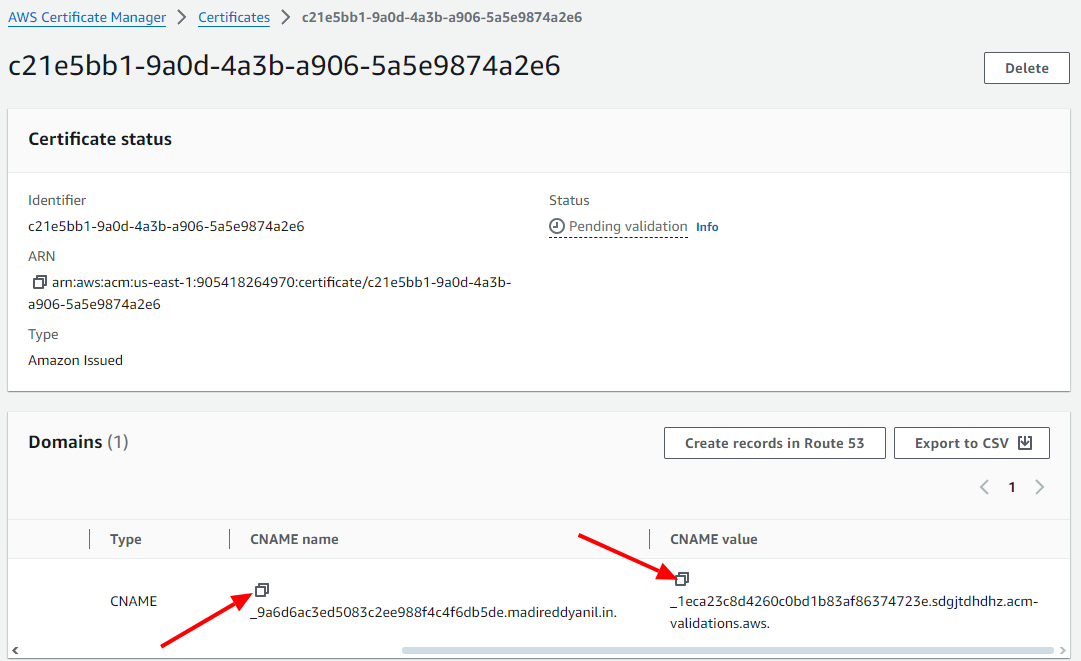 AWS Certificate Manager > Certificates > c21e5bb1-9a0d-4a3b-a906-5a5e9874a2e6
c21e5bb1-9a0d-4a3b-a906-5a5e9874a2e6
Delete
Certificate status
Identifier
c21e5bb1-9a0d-4a3b-a906-5a5e9874a2e6
Status
Pending validation Info
ARN
arn:aws:acm:us-east-1:905418264970:certificate/c21e5bb1-9a0d-4a3b-
a906-5a5e9874a2e6
Type
Amazon Issued
Domains (1)
Create records in Route 53
Export to CSV
1
Type
CNAME name
CNAME value
CNAME
_9a6d6ac3ed5083c2ee988f4c4f6db5de.madireddyanil.in.
_1eca23c8d4260c0bd1b83af86374723e.sdgjtdhdhz.acm-
validations.aws.